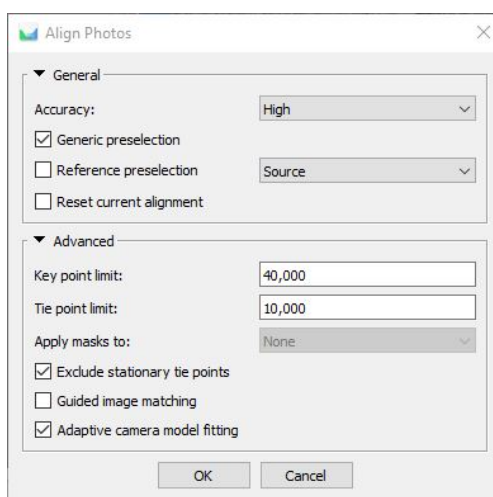 Align Photos
General
Accuracy: High
Generic preselection
Reference preselection Source
Reset current alignment
Advanced
Key point limit: 40,000
Tie point limit: 10,000
Apply masks to: None
Exclude stationary tie points
Guided image matching
Adaptive camera model fitting
OK Cancel